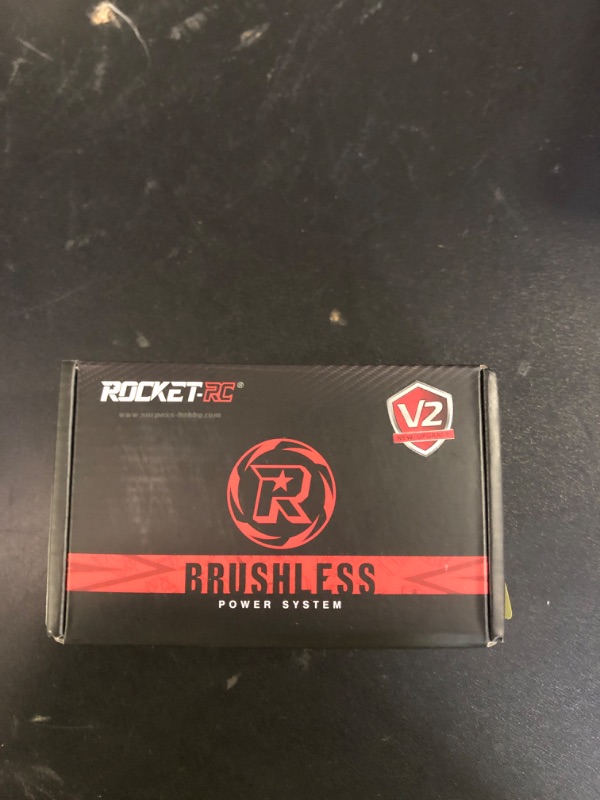 ROCKET-RC®
V2
R
BRUSHLESS
POWER SYSTEM